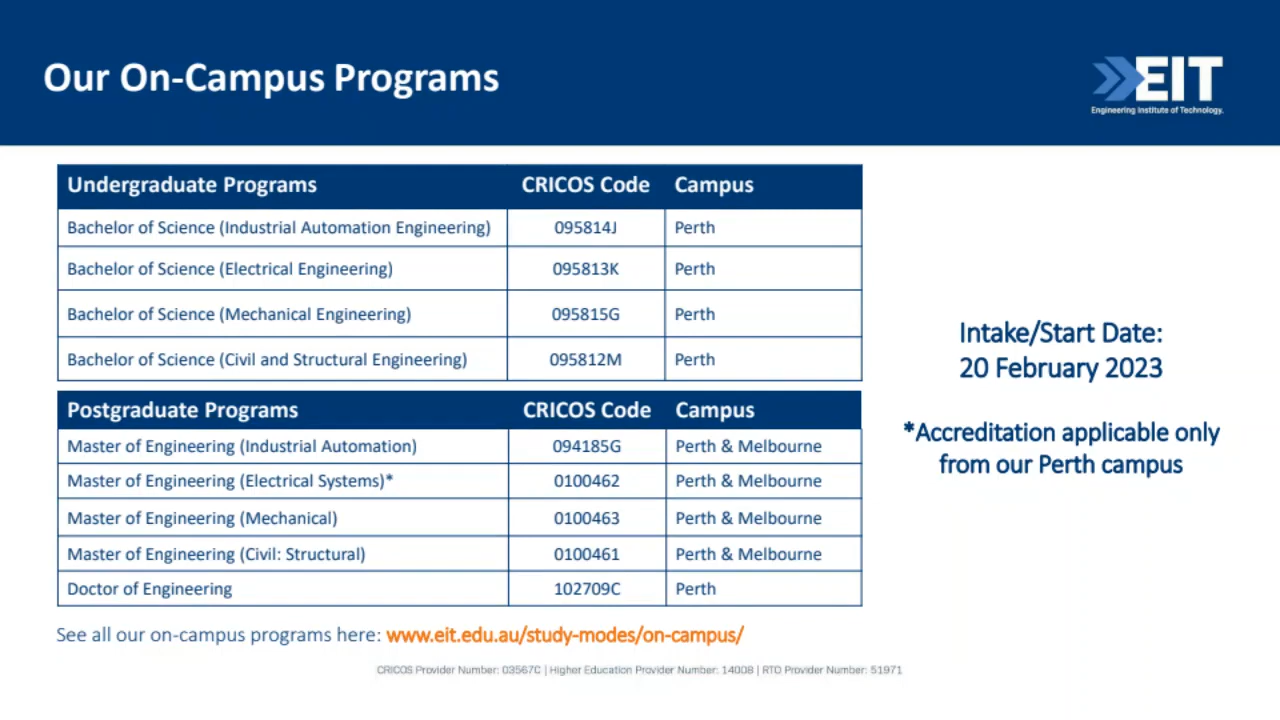 Our On-Campus Programs
EIT
Engineering Institute of Technology.
Undergraduate Programs CRICOS Code Campus
Bachelor of Science (Industrial Automation Engineering) 095814J Perth
Bachelor of Science (Electrical Engineering) 095813K Perth
Bachelor of Science (Mechanical Engineering) 095815G Perth
Bachelor of Science (Civil and Structural Engineering) 095812M Perth
Postgraduate Programs CRICOS Code Campus
Master of Engineering (Industrial Automation) 094185G Perth & Melbourne
Master of Engineering (Electrical Systems)* 0100462 Perth & Melbourne
Master of Engineering (Mechanical) 0100463 Perth & Melbourne
Master of Engineering (Civil: Structural) 0100461 Perth & Melbourne
Doctor of Engineering 102709C Perth
Intake/Start Date:
20 February 2023
*Accreditation applicable only
from our Perth campus
See all our on-campus programs here: www.eit.edu.au/study-modes/on-campus/
CRICOS Provider Number: 03567C | Higher Education Provider Number: 14008 | RTO Provider Number: 51971